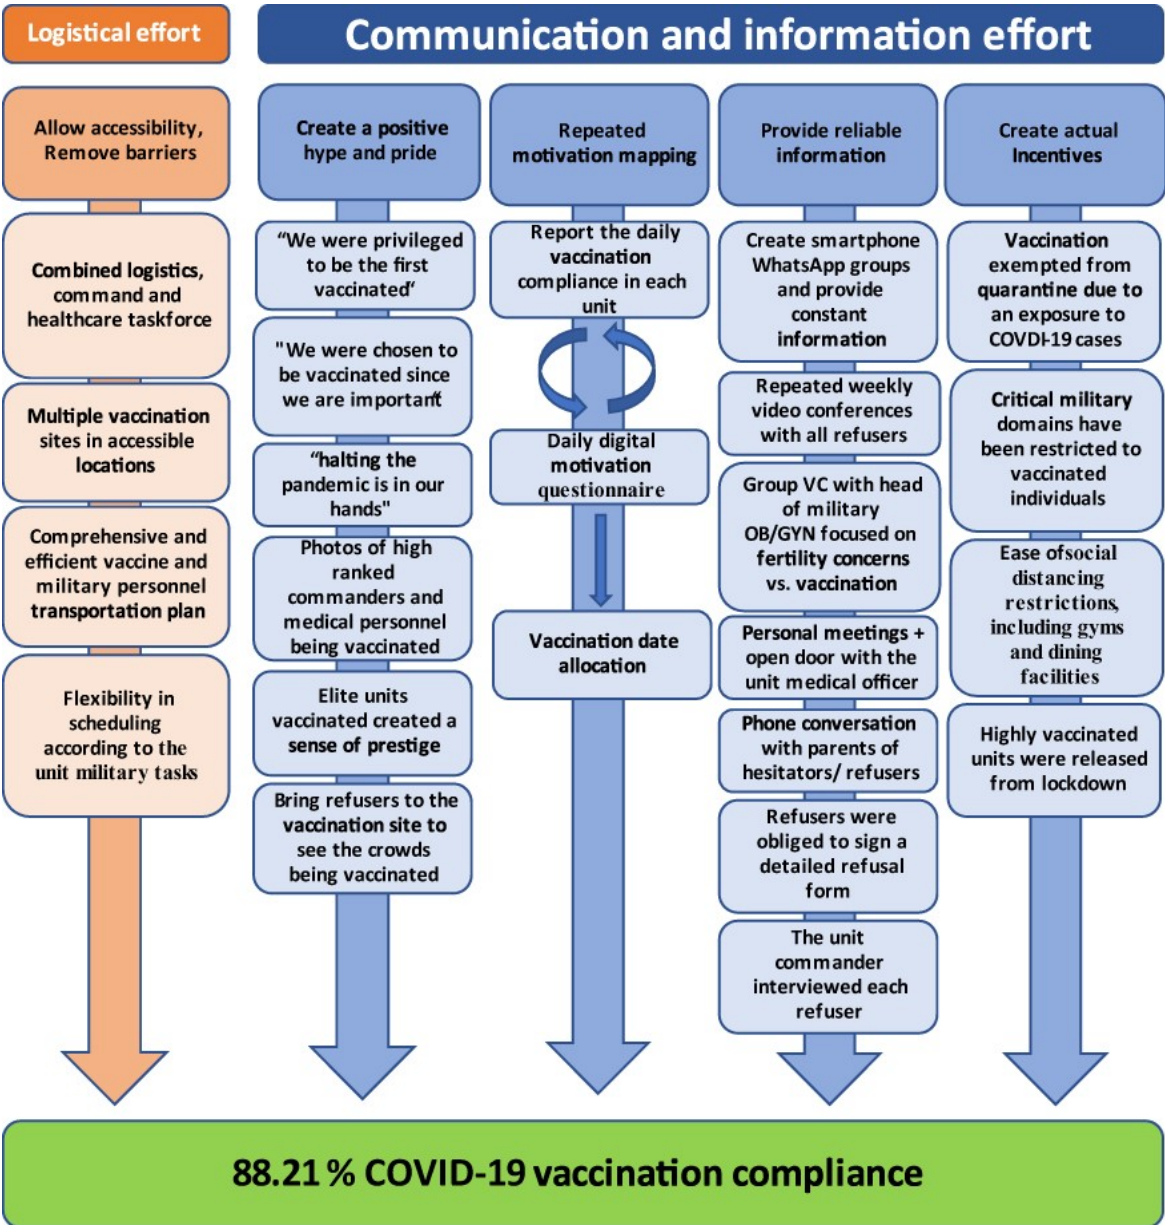 Logistical effort
Communication and information effort
Allow accessibility,
Remove barriers
Combined logistics,
command and
healthcare taskforce
Multiple vaccination
sites in accessible
locations
Comprehensive and
efficient vaccine and
military personnel
transportation plan
Flexibility in
scheduling
according to the
unit military tasks
Create a positive
hype and pride
“We were privileged
to be the first
vaccinated“
"We were chosen to
be vaccinated since
we are important“
“halting the
pandemic is in our
hands"
Photos of high
ranked
commanders and
medical personnel
being vaccinated
Elite units
vaccinated created a
sense of prestige
Bring refusers to the
vaccination site to
see the crowds
being vaccinated
Repeated
motivation mapping
Report the daily
vaccination
compliance in each
unit
Daily digital
motivation
questionnaire
Vaccination date
allocation
Provide reliable
information
Create smartphone
WhatsApp groups
and provide
constant
information
Repeated weekly
video conferences
with all refusers
Group VC with head
of military
OB/GYN focused on
fertility concerns
vs. vaccination
Personal meetings +
open door with the
unit medical officer
Phone conversation
with parents of
hesitators/ refusers
Refusers were
obliged to sign a
detailed refusal
form
The unit
commander
interviewed each
refuser
Create actual
Incentives
Vaccination
exempted from
quarantine due to
an exposure to
COVDI-19 cases
Critical military
domains have
been restricted to
vaccinated
individuals
Ease ofsocial
distancing
restrictions,
including gyms
and dining
facilities
Highly vaccinated
units were released
from lockdown
88.21% COVID-19 vaccination compliance